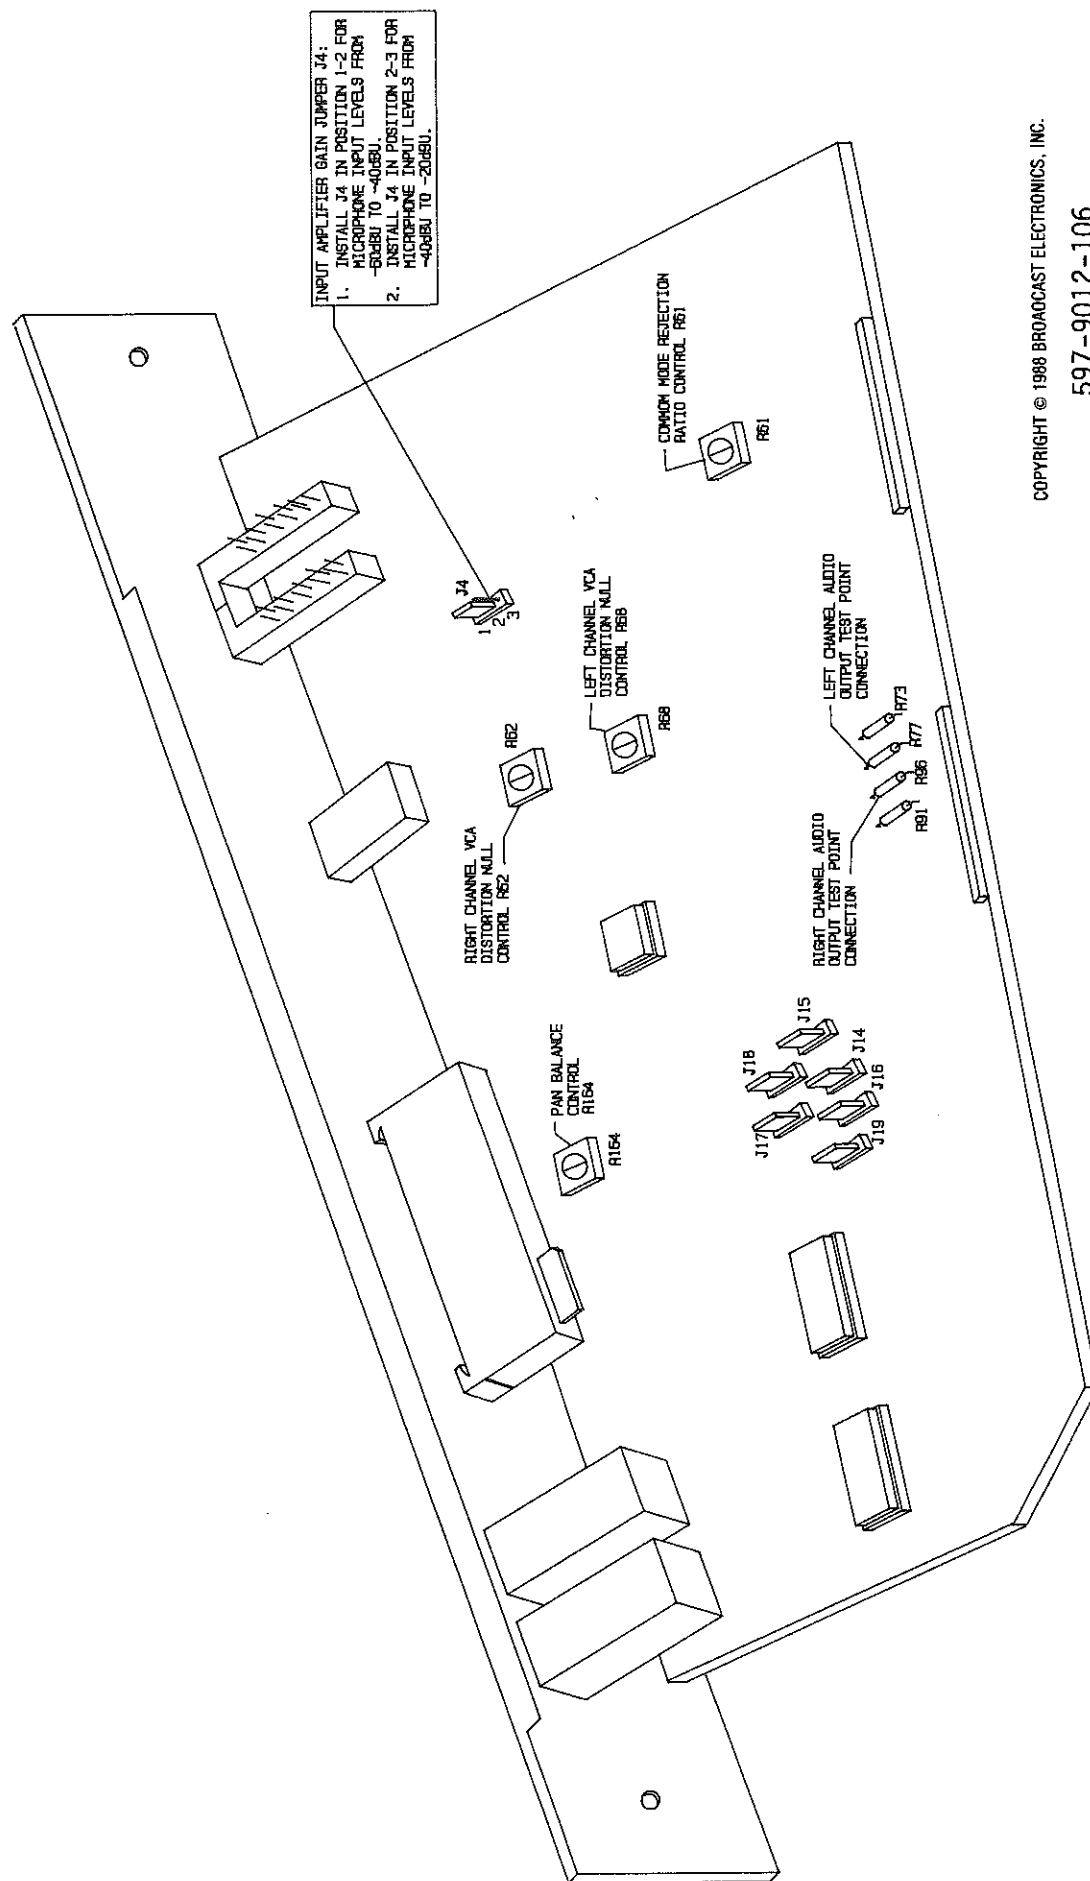 INPUT AMPLIFIER GAIN JUMPER J4:
1. INSTALL J4 IN POSITION 1-2 FOR
MICROPHONE INPUT LEVELS FROM
-60dBU TO -40dBU.
2. INSTALL J4 IN POSITION 2-3 FOR
MICROPHONE INPUT LEVELS FROM
-40dBU TO -20dBU.
J4
1
2
3
COMMON MODE REJECTION
RATIO CONTROL R61
R61
R62
RIGHT CHANNEL VCA
DISTORTION NULL
CONTROL R62
LEFT CHANNEL VCA
DISTORTION NULL
CONTROL R68
R68
PAN BALANCE
CONTROL
R164
R164
LEFT CHANNEL AUDIO
OUTPUT TEST POINT
CONNECTION
R73
R77
R96
R91
RIGHT CHANNEL AUDIO
OUTPUT TEST POINT
CONNECTION
J18
J15
J17
J14
J16
J19
COPYRIGHT © 1988 BROADCAST ELECTRONICS, INC.
597-9012-106